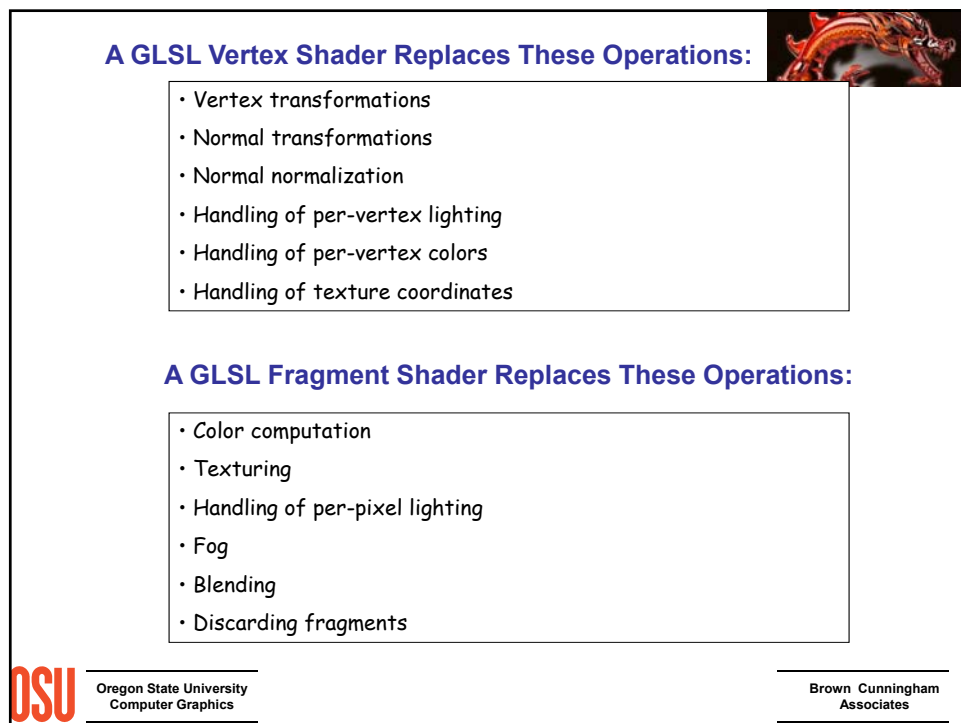 A GLSL Vertex Shader Replaces These Operations:
• Vertex transformations
• Normal transformations
• Normal normalization
• Handling of per-vertex lighting
• Handling of per-vertex colors
• Handling of texture coordinates
A GLSL Fragment Shader Replaces These Operations:
• Color computation
• Texturing
• Handling of per-pixel lighting
• Fog
• Blending
• Discarding fragments
OSU
Oregon State University
Computer Graphics
Brown Cunningham
Associates